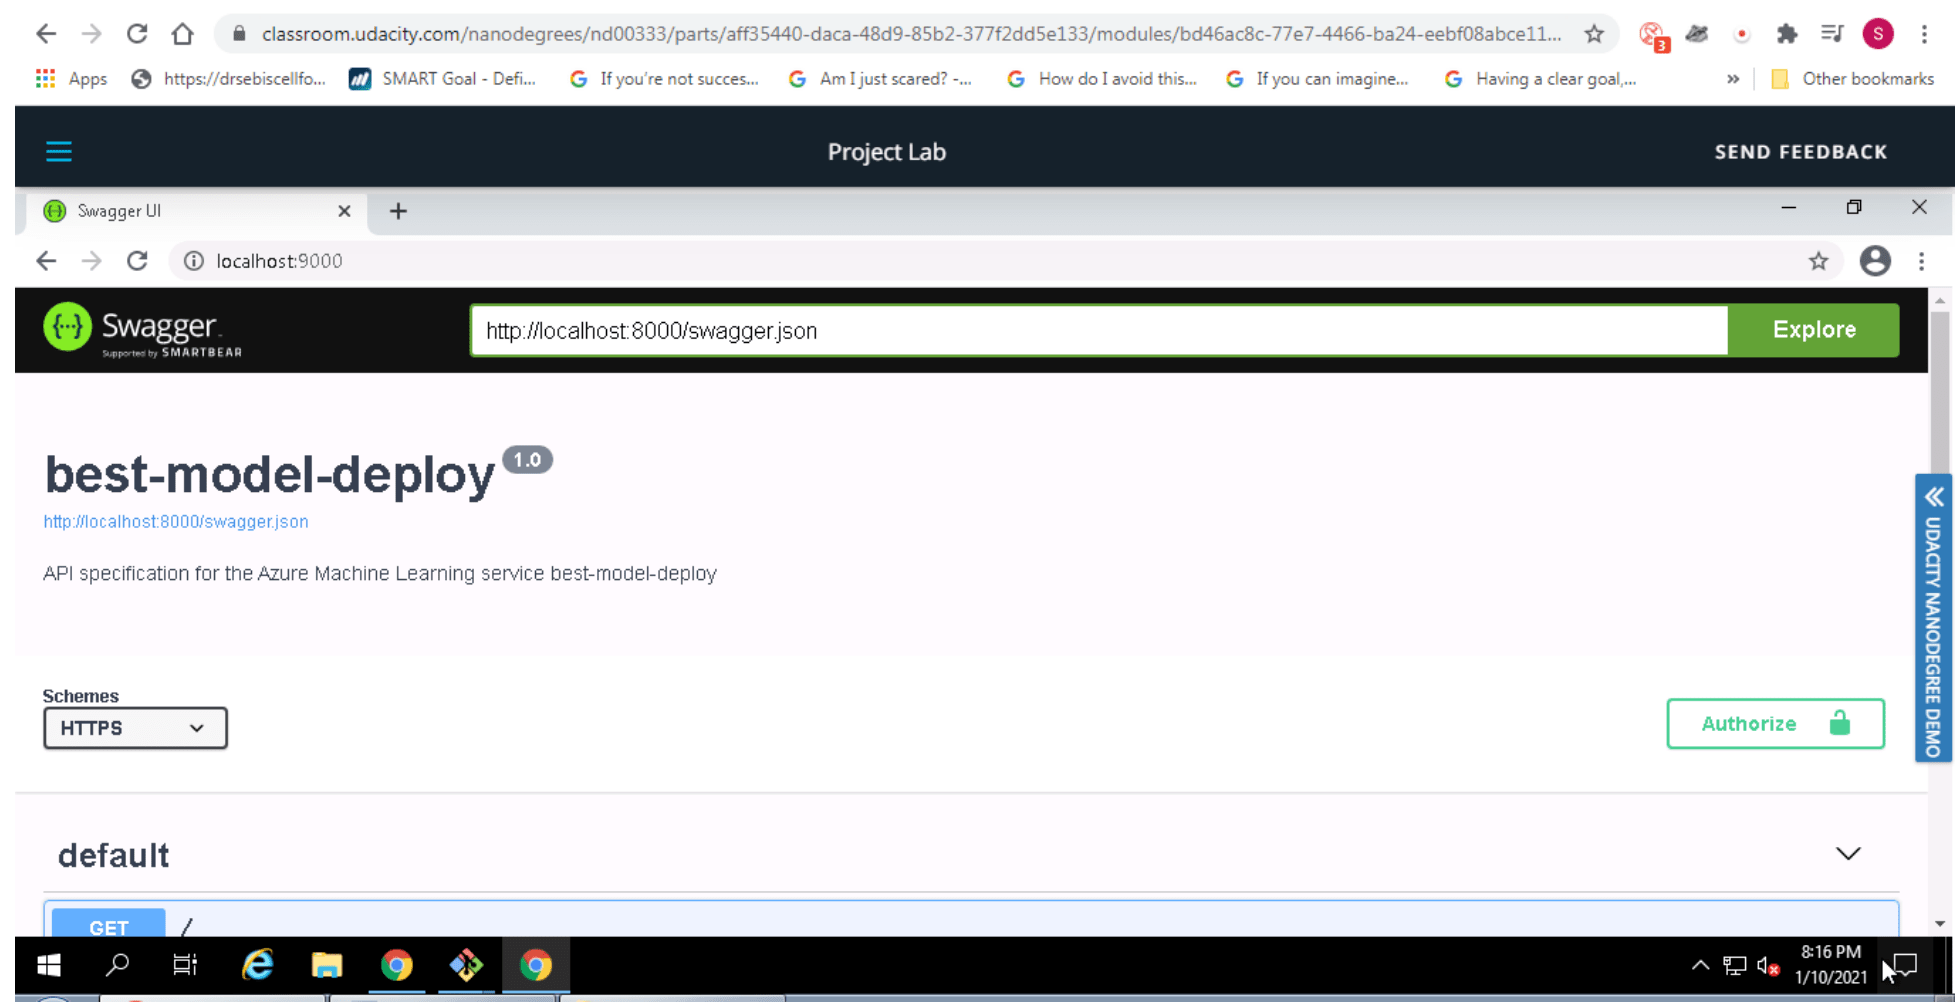 classroom.udacity.com/nanodegrees/nd00333/parts/aff35440-daca-48d9-85b2-377f2dd5e133/modules/bd46ac8c-77e7-4466-ba24-eebf08abce11...
3
S
Apps https://drsebiscellfo... SMART Goal - Defi... If you're not succes... Am I just scared? -... How do I avoid this... If you can imagine... Having a clear goal,... » Other bookmarks
Project Lab
SEND FEEDBACK
Swagger UI
localhost:9000
Swagger
Supported by SMARTBEAR
http://localhost:8000/swagger.json
Explore
best-model-deploy 1.0
http://localhost:8000/swagger.json
API specification for the Azure Machine Learning service best-model-deploy
UDACITY NANODEGREE DEMO
Schemes
HTTPS
Authorize
default
GET /
8:16 PM
1/10/2021